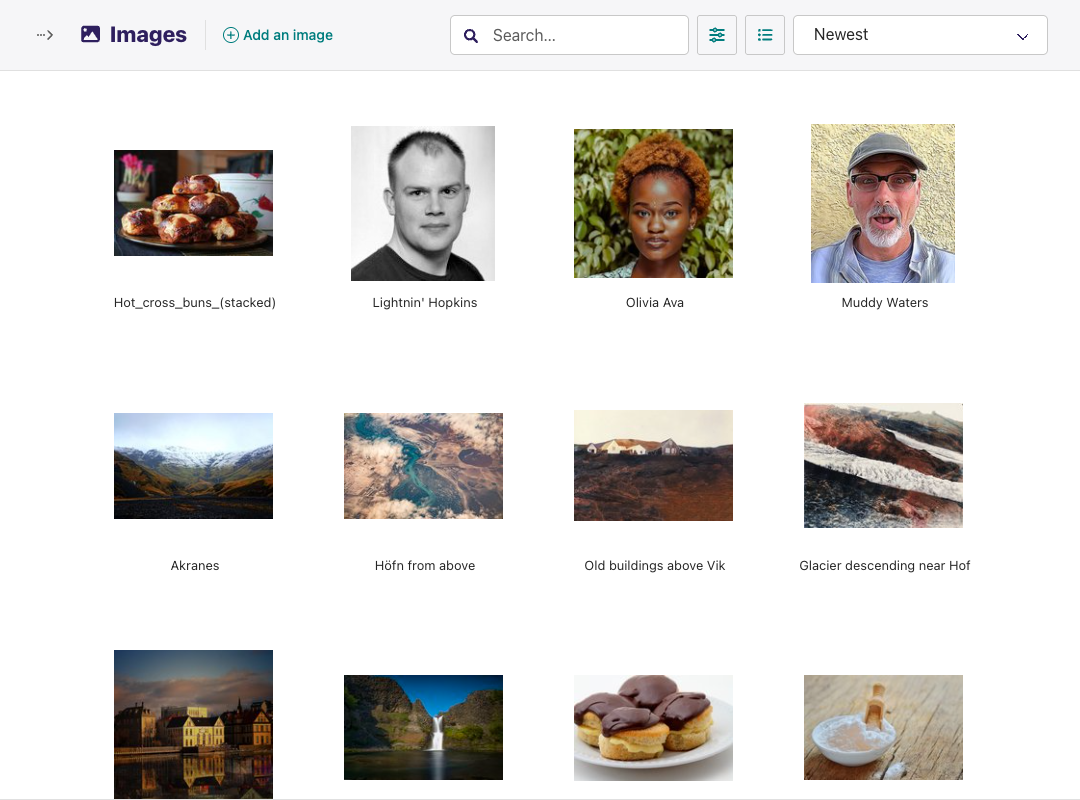 Images
Add an image
Search...
Newest
Hot_cross_buns_(stacked)
Lightnin' Hopkins
Olivia Ava
Muddy Waters
Akranes
Höfn from above
Old buildings above Vik
Glacier descending near Hof